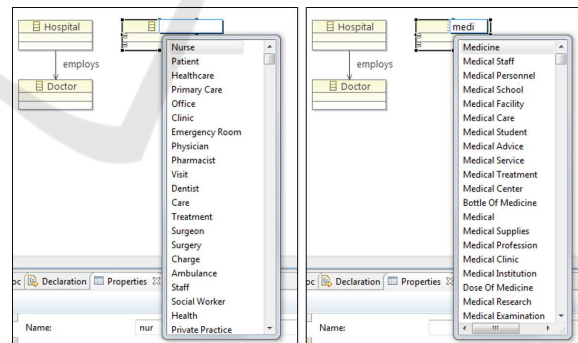 Hospital
employs
Doctor
Nurse
Patient
Healthcare
Primary Care
Office
Clinic
Emergency Room
Physician
Pharmacist
Visit
Dentist
Care
Treatment
Surgeon
Surgery
Charge
Ambulance
Staff
Social Worker
Health
Private Practice
oc Declaration Properties
Name: nur
Hospital
medi
employs
Doctor
Medicine
Medical Staff
Medical Personnel
Medical School
Medical Facility
Medical Care
Medical Student
Medical Advice
Medical Service
Medical Treatment
Medical Center
Bottle Of Medicine
Medical
Medical Supplies
Medical Profession
Medical Clinic
Medical Institution
Dose Of Medicine
Medical Research
Medical Examination
oc Declaration Properties
Name: